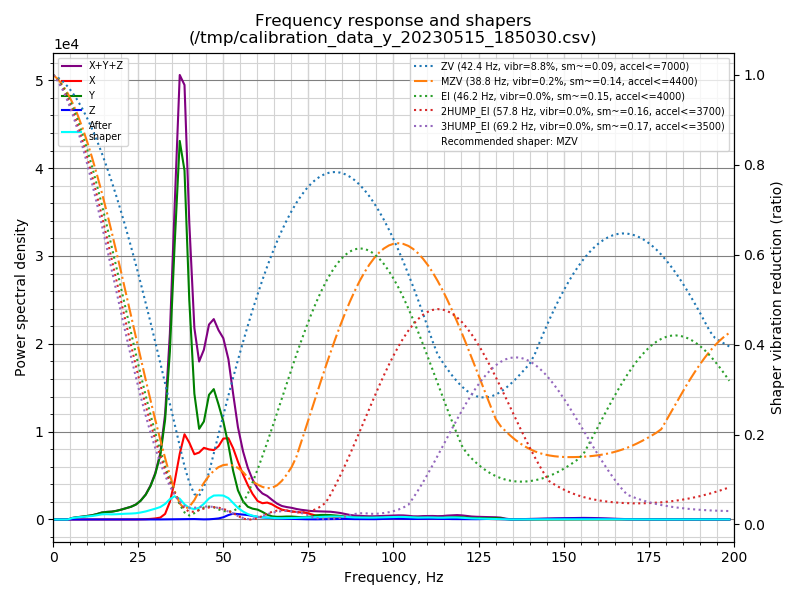 Frequency response and shapers
(/tmp/calibration_data_y_20230515_185030.csv)
1e4
X+Y+Z
X
Y
Z
After
shaper
ZV (42.4 Hz, vibr=8.8%, sm~=0.09, accel<=7000)
MZV (38.8 Hz, vibr=0.2%, sm~=0.14, accel<=4400)
EI (46.2 Hz, vibr=0.0%, sm~=0.15, accel<=4000)
2HUMP_EI (57.8 Hz, vibr=0.0%, sm~=0.16, accel<=3700)
3HUMP_EI (69.2 Hz, vibr=0.0%, sm~=0.17, accel<=3500)
Recommended shaper: MZV
5
4
3
2
1
0
Power spectral density
1.0
0.8
0.6
0.4
0.2
0.0
Shaper vibration reduction (ratio)
0 25 50 75 100 125 150 175 200
Frequency, Hz